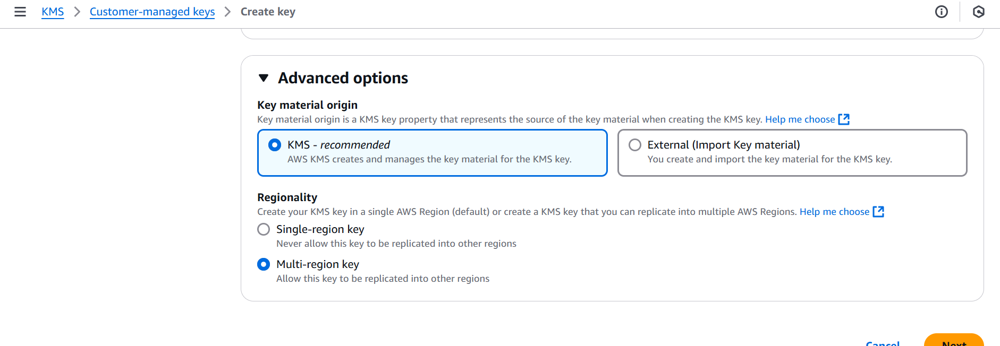 KMS > Customer-managed keys > Create key
Advanced options
Key material origin
Key material origin is a KMS key property that represents the source of the key material when creating the KMS key. Help me choose
KMS - recommended
AWS KMS creates and manages the key material for the KMS key.
External (Import Key material)
You create and import the key material for the KMS key.
Regionality
Create your KMS key in a single AWS Region (default) or create a KMS key that you can replicate into multiple AWS Regions. Help me choose
Single-region key
Never allow this key to be replicated into other regions
Multi-region key
Allow this key to be replicated into other regions
Cancel
Next